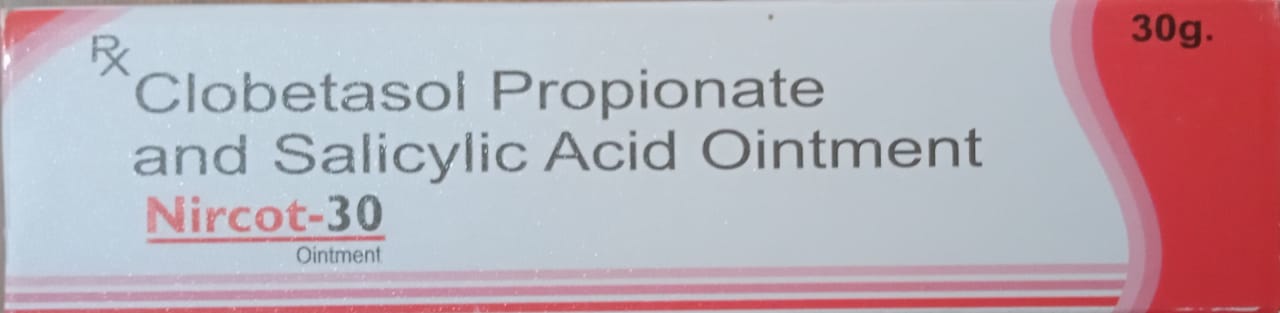 30g.
Rx
Clobetasol Propionate
and Salicylic Acid Ointment
Nircot-30
Ointment